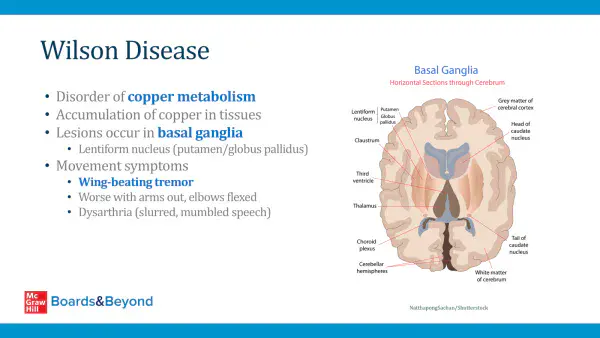 Wilson Disease
• Disorder of copper metabolism
• Accumulation of copper in tissues
• Lesions occur in basal ganglia
• Lentiform nucleus (putamen/globus pallidus)
• Movement symptoms
• Wing-beating tremor
• Worse with arms out, elbows flexed
• Dysarthria (slurred, mumbled speech)
Basal Ganglia
Horizontal Sections through Cerebrum
Lentiform
nucleus
Putamen
Globus
pallidus
Claustrum
Third
ventricle
Thalamus
Choroid
plexus
Cerebellar
hemispheres
Grey matter of
cerebral cortex
Head of
caudate
nucleus
Tail of
caudate
nucleus
White matter
of cerebrum
Mc
Graw
Hill
Boards&Beyond
NatthapongSachan/Shutterstock